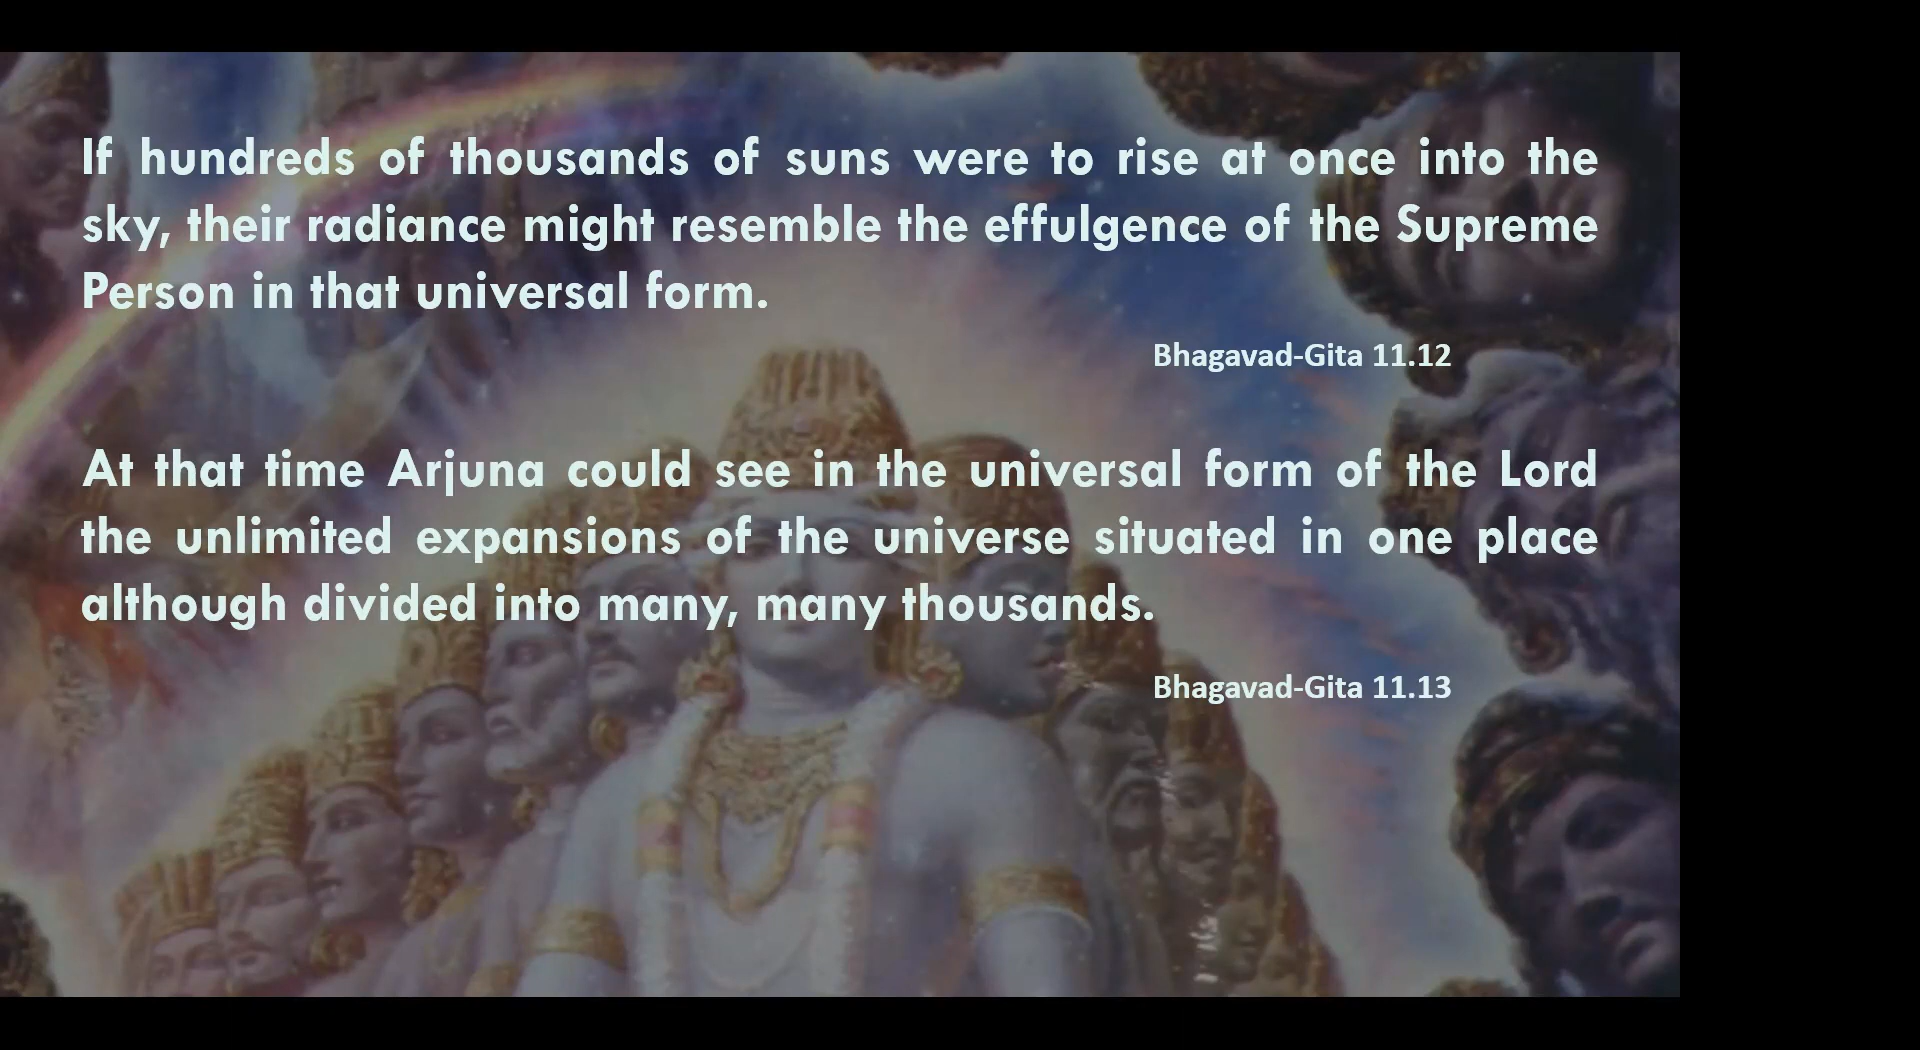 If hundreds of thousands of suns were to rise at once into the
sky, their radiance might resemble the effulgence of the Supreme
Person in that universal form.
Bhagavad-Gita 11.12
At that time Arjuna could see in the universal form of the Lord
the unlimited expansions of the universe situated in one place
although divided into many, many thousands.
Bhagavad-Gita 11.13